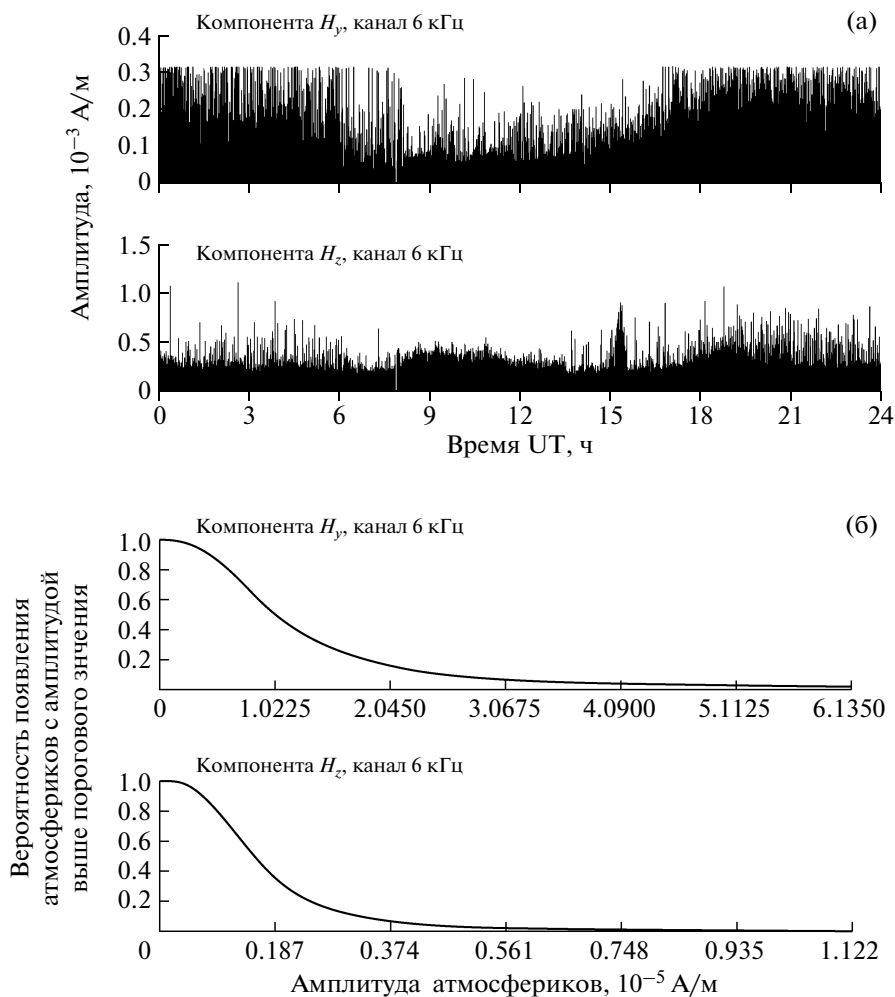 Компонента Hy, канал 6 кГц
(а)
0.4
0.3
0.2
0.1
0
Амплитуда, 10−3 А/м
Компонента Hz, канал 6 кГц
1.5
1.0
0.5
0
0 3 6 9 12 15 18 21 24
Время UT, ч
Компонента Hy, канал 6 кГц
(б)
1.0
0.8
0.6
0.4
0.2
0 1.0225 2.0450 3.0675 4.0900 5.1125 6.1350
Вероятность появления
атмосфериков с амплитудой
выше порогового знчения
Компонента Hz, канал 6 кГц
1.0
0.8
0.6
0.4
0.2
0 0.187 0.374 0.561 0.748 0.935 1.122
Амплитуда атмосфериков, 10−5 А/м